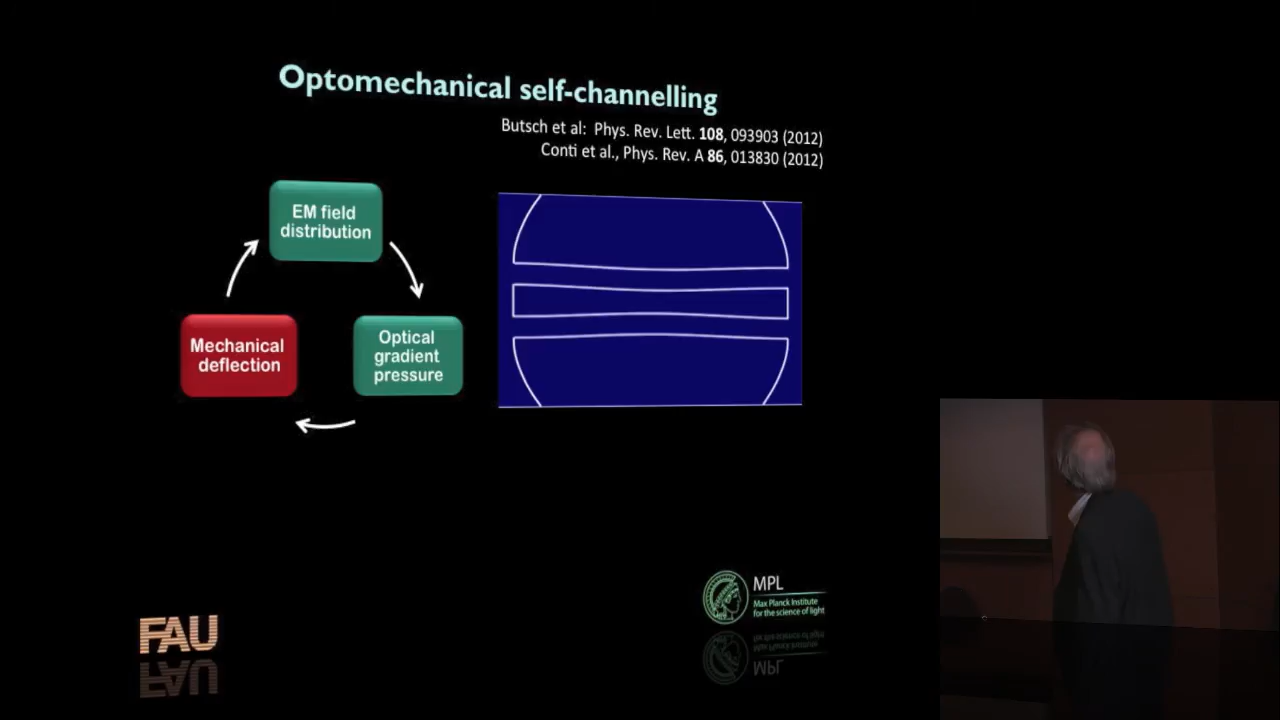 Optomechanical self-channelling
Butsch et al: Phys. Rev. Lett. 108, 093903 (2012)
Conti et al., Phys. Rev. A 86, 013830 (2012)
EM field
distribution
Mechanical
deflection
Optical
gradient
pressure
MPL
Max Planck Institute
for the science of light
FAU